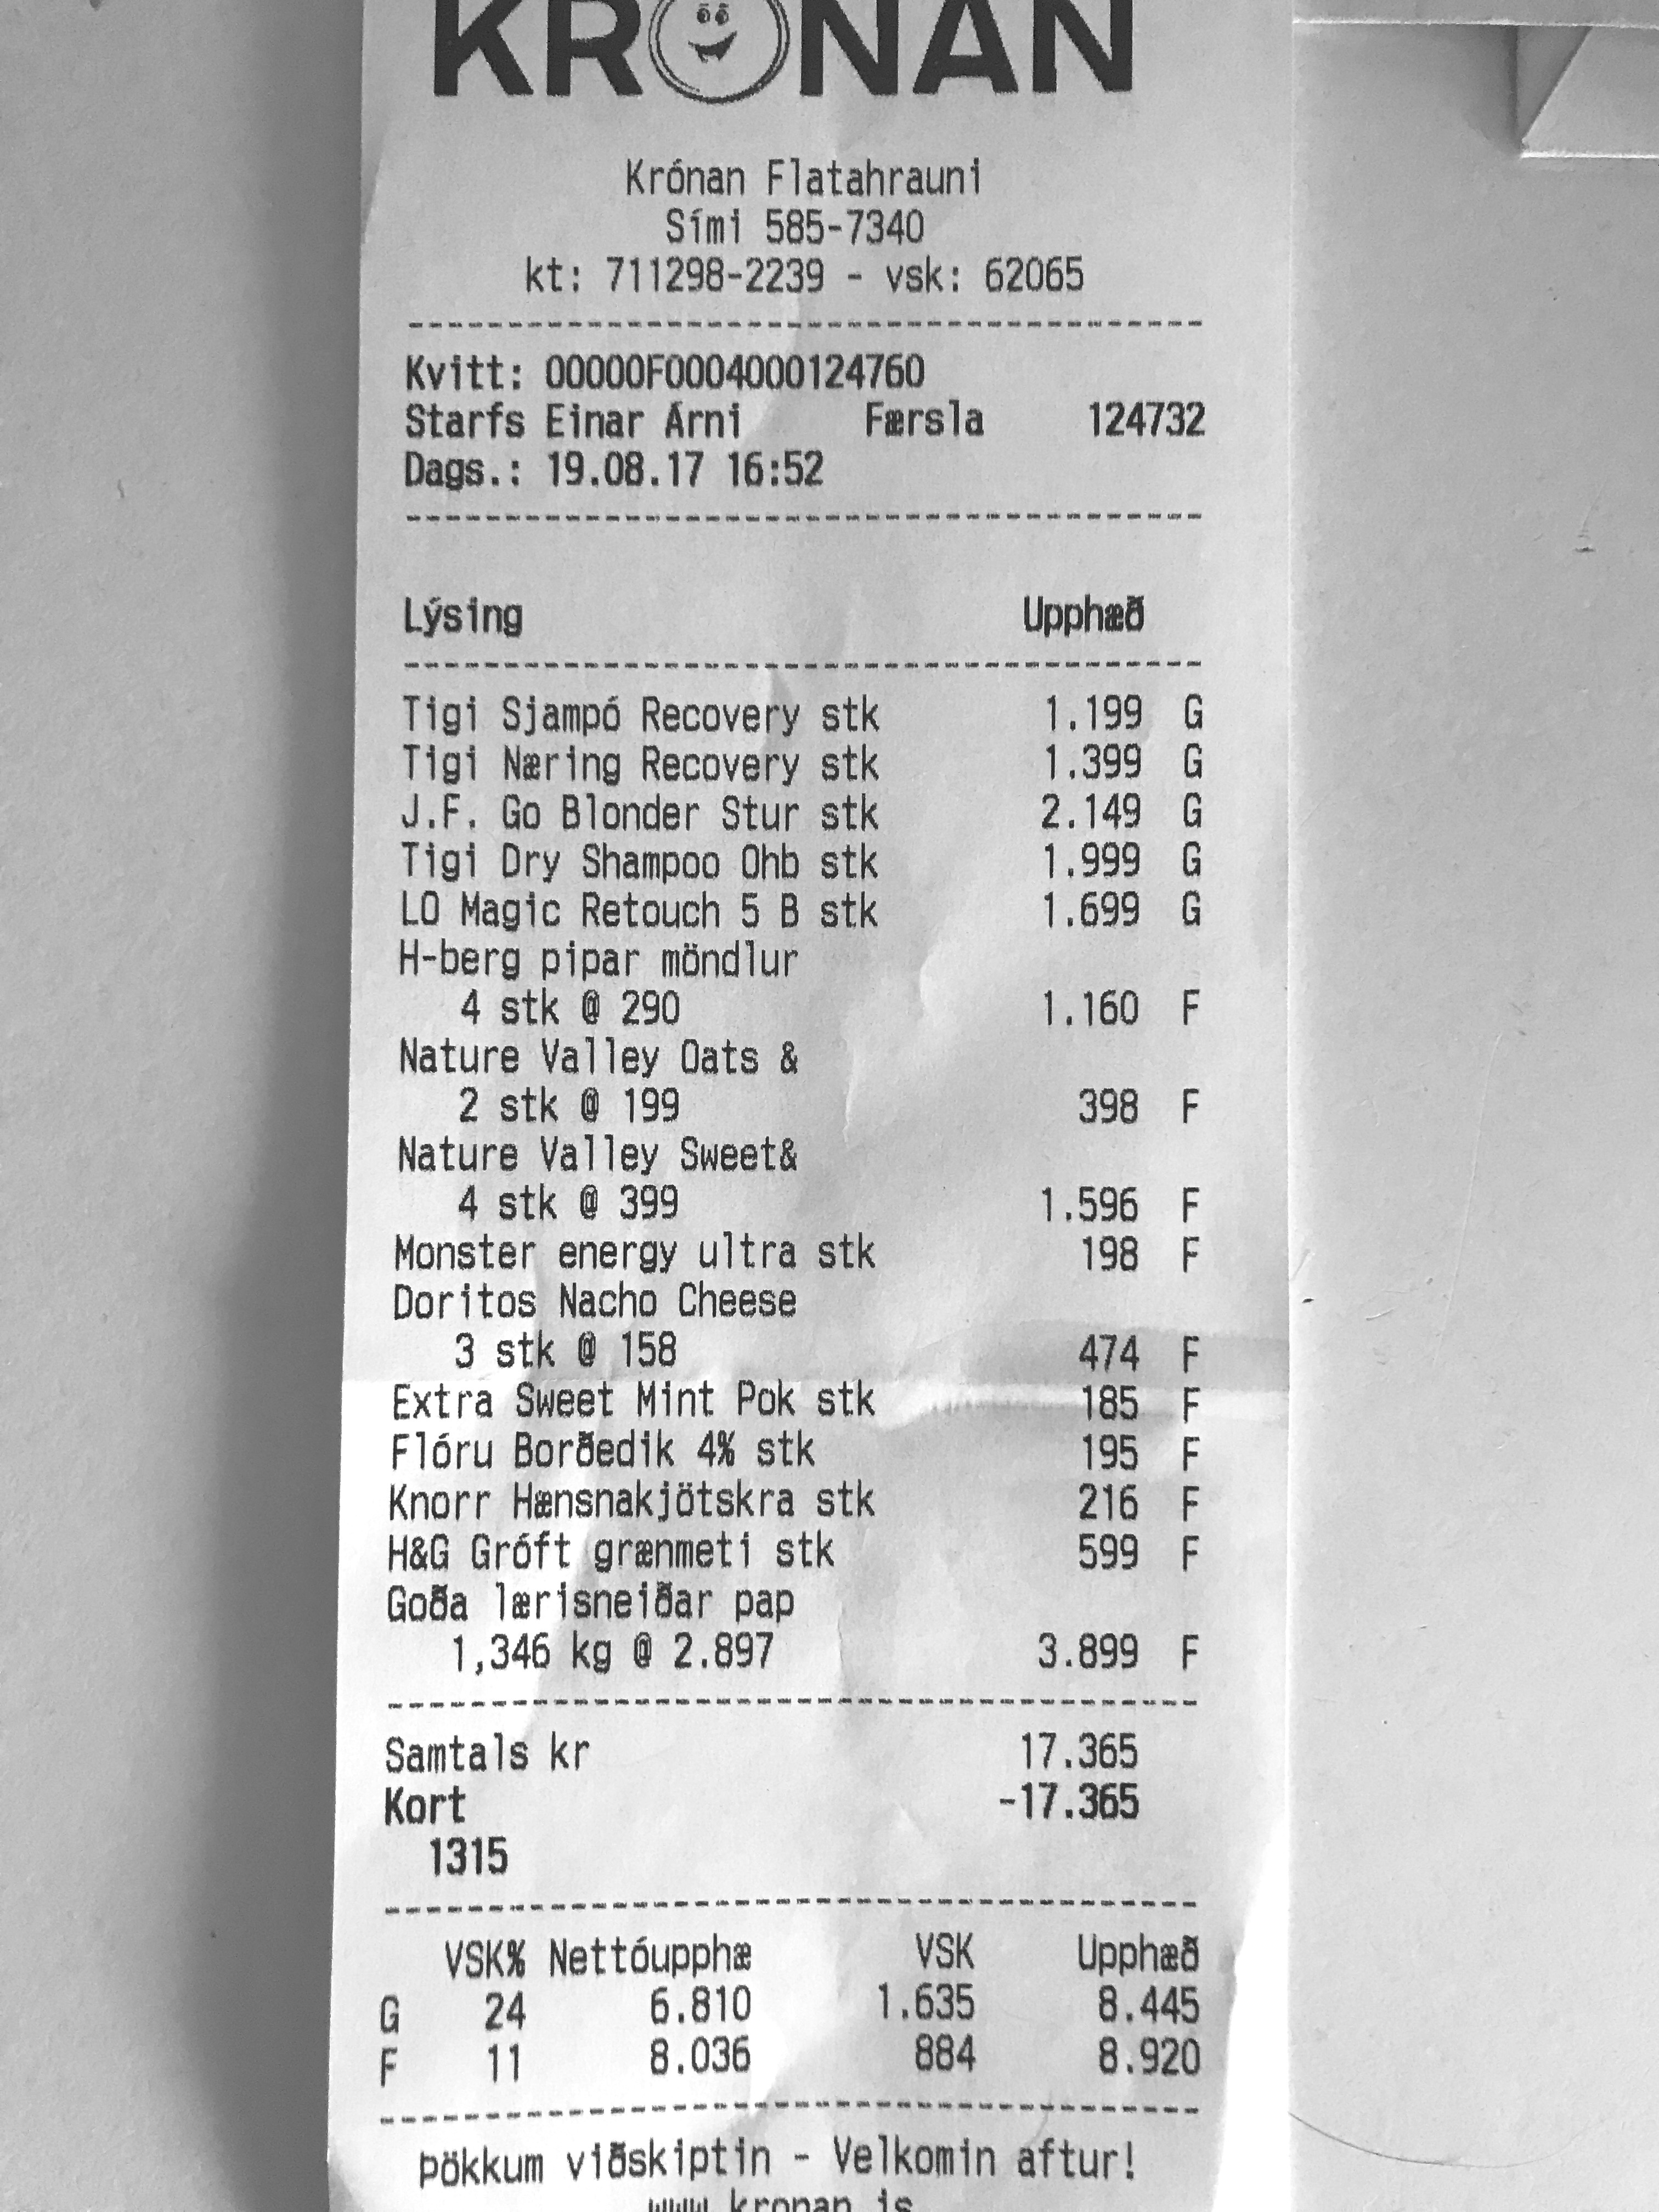 KRONAN
Krónan Flatahrauni
Sími 585-7340
kt: 711298-2239 - vsk: 62065
Kvitt: 00000F0004000124760
Starfs Einar Árni Færsla 124732
Dags.: 19.08.17 16:52
Lýsing Upphæð
Tigi Sjampó Recovery stk 1.199 G
Tigi Næring Recovery stk 1.399 G
J.F. Go Blonder Stur stk 2.149 G
Tigi Dry Shampoo Ohb stk 1.999 G
LO Magic Retouch 5 B stk 1.699 G
H-berg pipar möndlur
4 stk @ 290 1.160 F
Nature Valley Oats &
2 stk @ 199 398 F
Nature Valley Sweet&
4 stk @ 399 1.596 F
Monster energy ultra stk 198 F
Doritos Nacho Cheese
3 stk @ 158 474 F
Extra Sweet Mint Pok stk 185 F
Flóru Borðedik 4% stk 195 F
Knorr Hænsnakjötskra stk 216 F
H&G Gróft grænmeti stk 599 F
Goða lærisneiðar pap
1,346 kg @ 2.897 3.899 F
Samtals kr 17.365
Kort -17.365
1315
VSK% Nettóupphæ VSK Upphæð
G 24 6.810 1.635 8.445
F 11 8.036 884 8.920
Þökkum viðskiptin - Velkomin aftur!
www.kronan.is